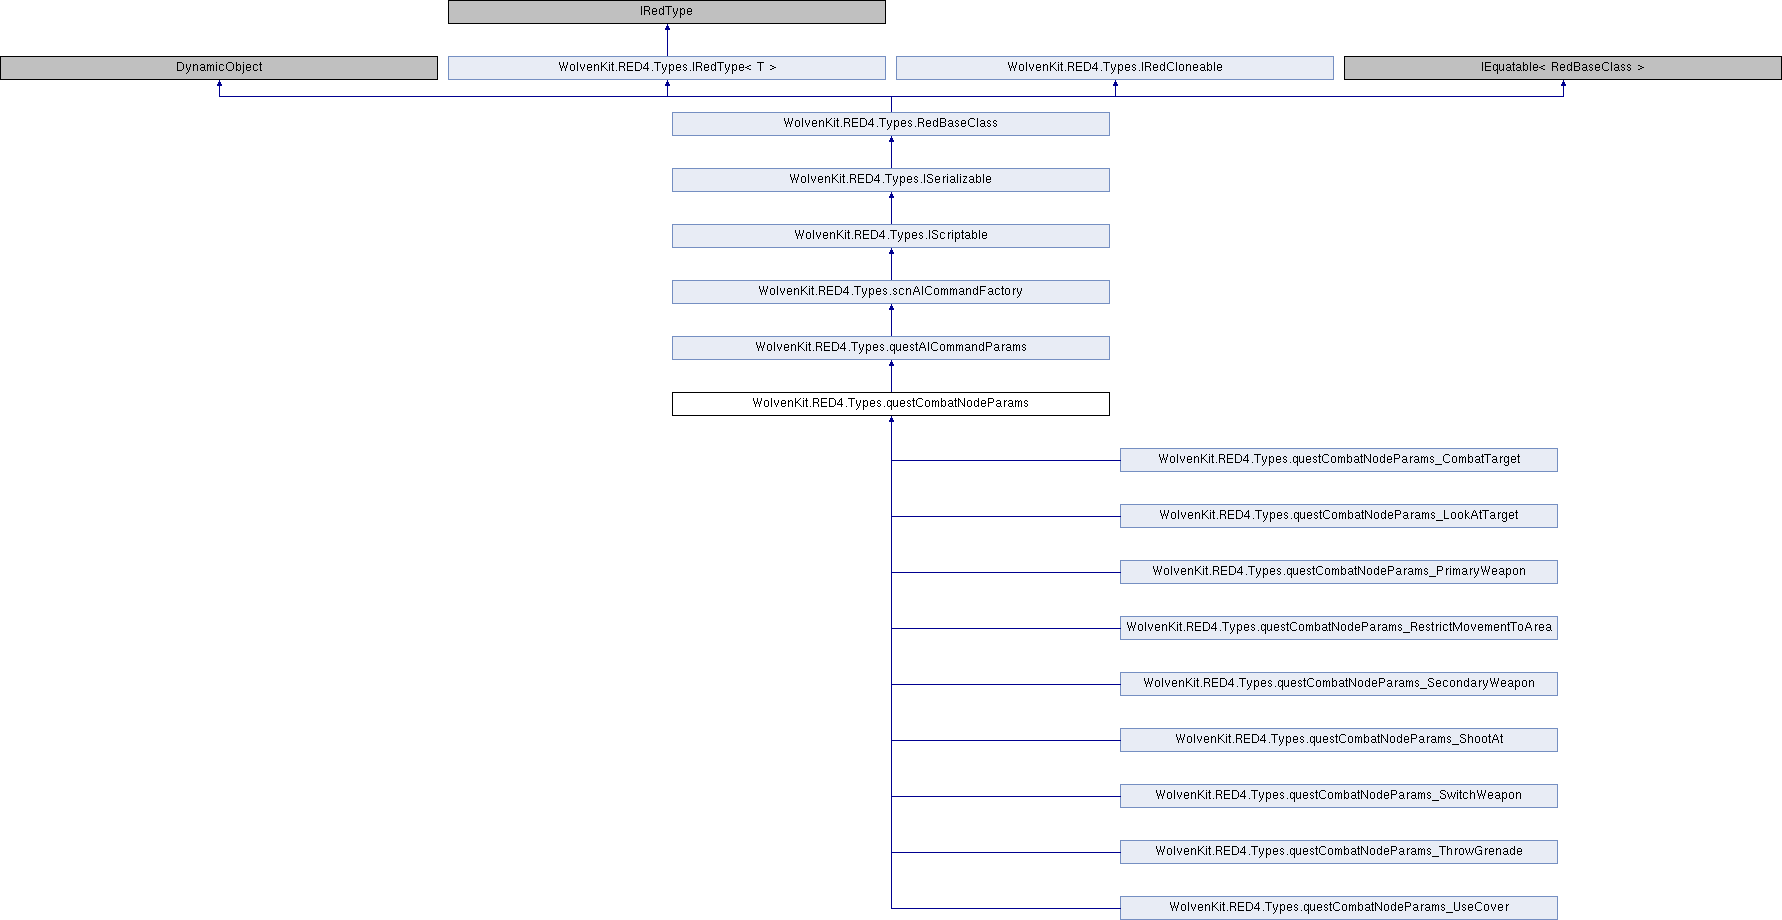 IRedType
DynamicObject
WolvenKit.RED4.Types.IRedType< T >
WolvenKit.RED4.Types.IRedCloneable
IEquatable< RedBaseClass >
WolvenKit.RED4.Types.RedBaseClass
WolvenKit.RED4.Types.ISerializable
WolvenKit.RED4.Types.IScriptable
WolvenKit.RED4.Types.scnAICommandFactory
WolvenKit.RED4.Types.questAICommandParams
WolvenKit.RED4.Types.questCombatNodeParams
WolvenKit.RED4.Types.questCombatNodeParams_CombatTarget
WolvenKit.RED4.Types.questCombatNodeParams_LookAtTarget
WolvenKit.RED4.Types.questCombatNodeParams_PrimaryWeapon
WolvenKit.RED4.Types.questCombatNodeParams_RestrictMovementToArea
WolvenKit.RED4.Types.questCombatNodeParams_SecondaryWeapon
WolvenKit.RED4.Types.questCombatNodeParams_ShootAt
WolvenKit.RED4.Types.questCombatNodeParams_SwitchWeapon
WolvenKit.RED4.Types.questCombatNodeParams_ThrowGrenade
WolvenKit.RED4.Types.questCombatNodeParams_UseCover